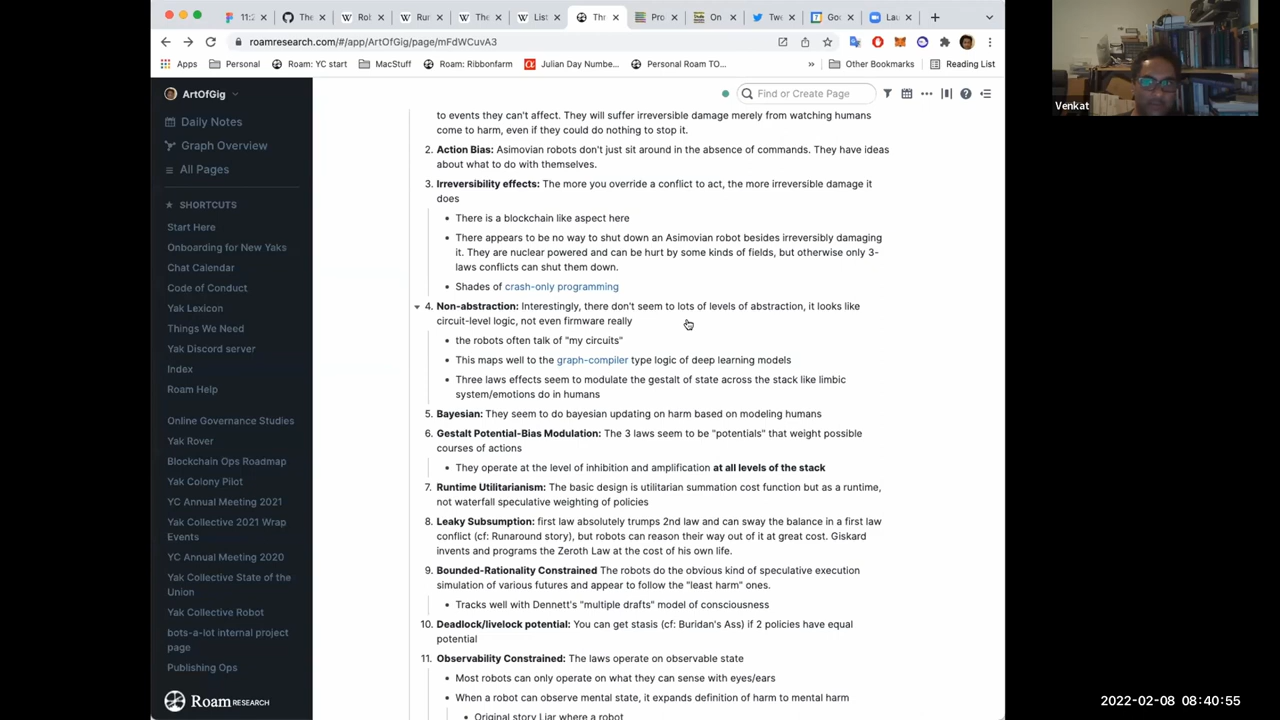 11:2
The
Rob
Rur
The
List
Thr
Pro
On
Twe
Goo
Lau
roamresearch.com/#/app/ArtOfGig/page/mFdWCuvA3
Apps
Personal
Roam: YC start
MacStuff
Roam: Ribbonfarm
Julian Day Numbe...
Personal Roam TO...
»
Other Bookmarks
Reading List
Venkat
ArtOfGig
Find or Create Page
Daily Notes
Graph Overview
All Pages
SHORTCUTS
Start Here
Onboarding for New Yaks
Chat Calendar
Code of Conduct
Yak Lexicon
Things We Need
Yak Discord server
Index
Roam Help
Online Governance Studies
Yak Rover
Blockchain Ops Roadmap
Yak Colony Pilot
YC Annual Meeting 2021
Yak Collective 2021 Wrap
Events
YC Annual Meeting 2020
Yak Collective State of the
Union
Yak Collective Robot
bots-a-lot internal project
page
Publishing Ops
Roam RESEARCH
to events they can't affect. They will suffer irreversible damage merely from watching humans
come to harm, even if they could do nothing to stop it.
2. Action Bias: Asimovian robots don't just sit around in the absence of commands. They have ideas
about what to do with themselves.
3. Irreversibility effects: The more you override a conflict to act, the more irreversible damage it
does
• There is a blockchain like aspect here
• There appears to be no way to shut down an Asimovian robot besides irreversibly damaging
it. They are nuclear powered and can be hurt by some kinds of fields, but otherwise only 3-
laws conflicts can shut them down.
• Shades of crash-only programming
4. Non-abstraction: Interestingly, there don't seem to lots of levels of abstraction, it looks like
circuit-level logic, not even firmware really
• the robots often talk of "my circuits"
• This maps well to the graph-compiler type logic of deep learning models
• Three laws effects seem to modulate the gestalt of state across the stack like limbic
system/emotions do in humans
5. Bayesian: They seem to do bayesian updating on harm based on modeling humans
6. Gestalt Potential-Bias Modulation: The 3 laws seem to be "potentials" that weight possible
courses of actions
• They operate at the level of inhibition and amplification at all levels of the stack
7. Runtime Utilitarianism: The basic design is utilitarian summation cost function but as a runtime,
not waterfall speculative weighting of policies
8. Leaky Subsumption: first law absolutely trumps 2nd law and can sway the balance in a first law
conflict (cf: Runaround story), but robots can reason their way out of it at great cost. Giskard
invents and programs the Zeroth Law at the cost of his own life.
9. Bounded-Rationality Constrained The robots do the obvious kind of speculative execution
simulation of various futures and appear to follow the "least harm" ones.
• Tracks well with Dennett's "multiple drafts" model of consciousness
10. Deadlock/livelock potential: You can get stasis (cf: Buridan's Ass) if 2 policies have equal
potential
11. Observability Constrained: The laws operate on observable state
• Most robots can only operate on what they can sense with eyes/ears
• When a robot can observe mental state, it expands definition of harm to mental harm
• Original story Liar where a robot
2022-02-08 08:40:55